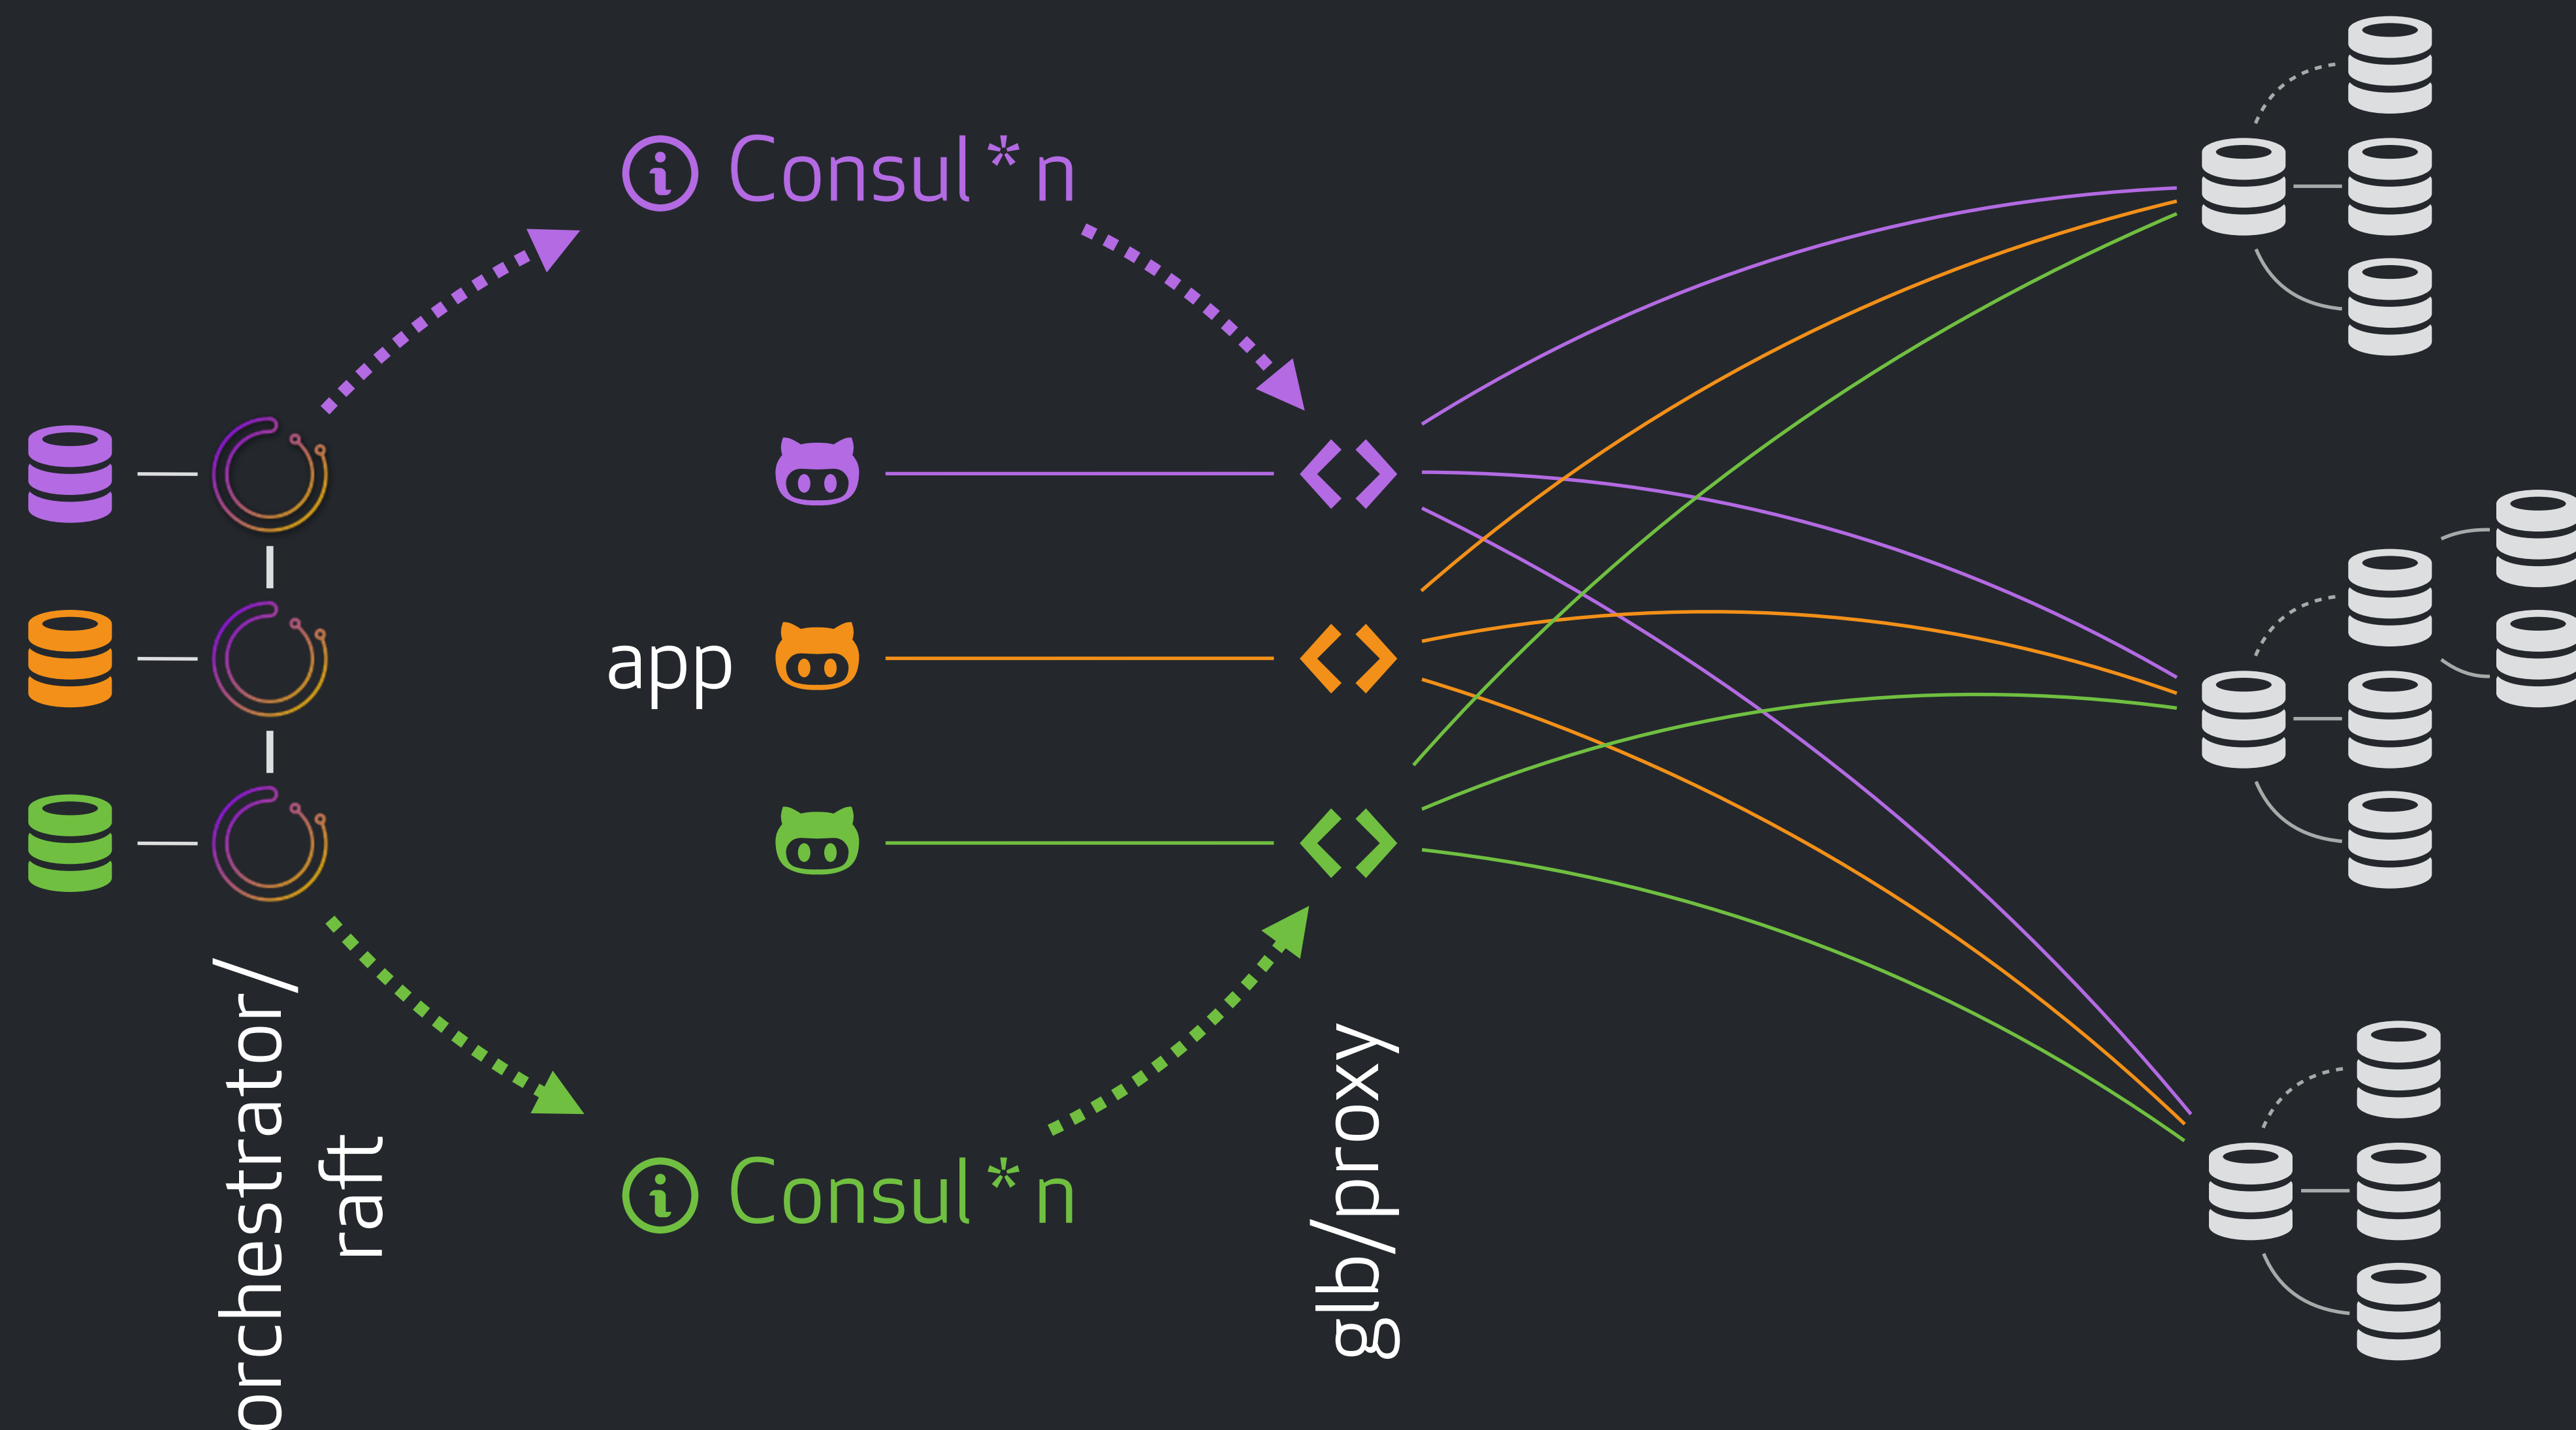 Consul*n
app
orchestrator/
raft
Consul*n
glb/proxy